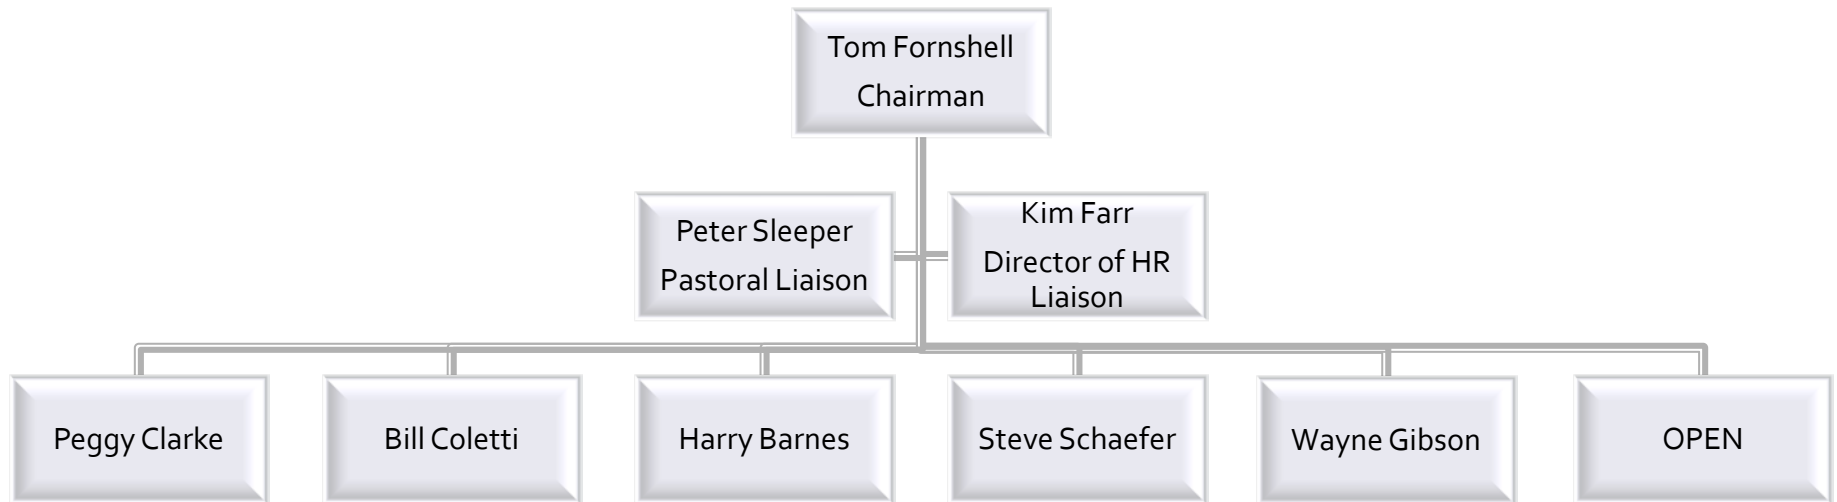 Tom Fornshell
Chairman
Peter Sleeper
Pastoral Liaison
Kim Farr
Director of HR
Liaison
Peggy Clarke
Bill Coletti
Harry Barnes
Steve Schaefer
Wayne Gibson
OPEN